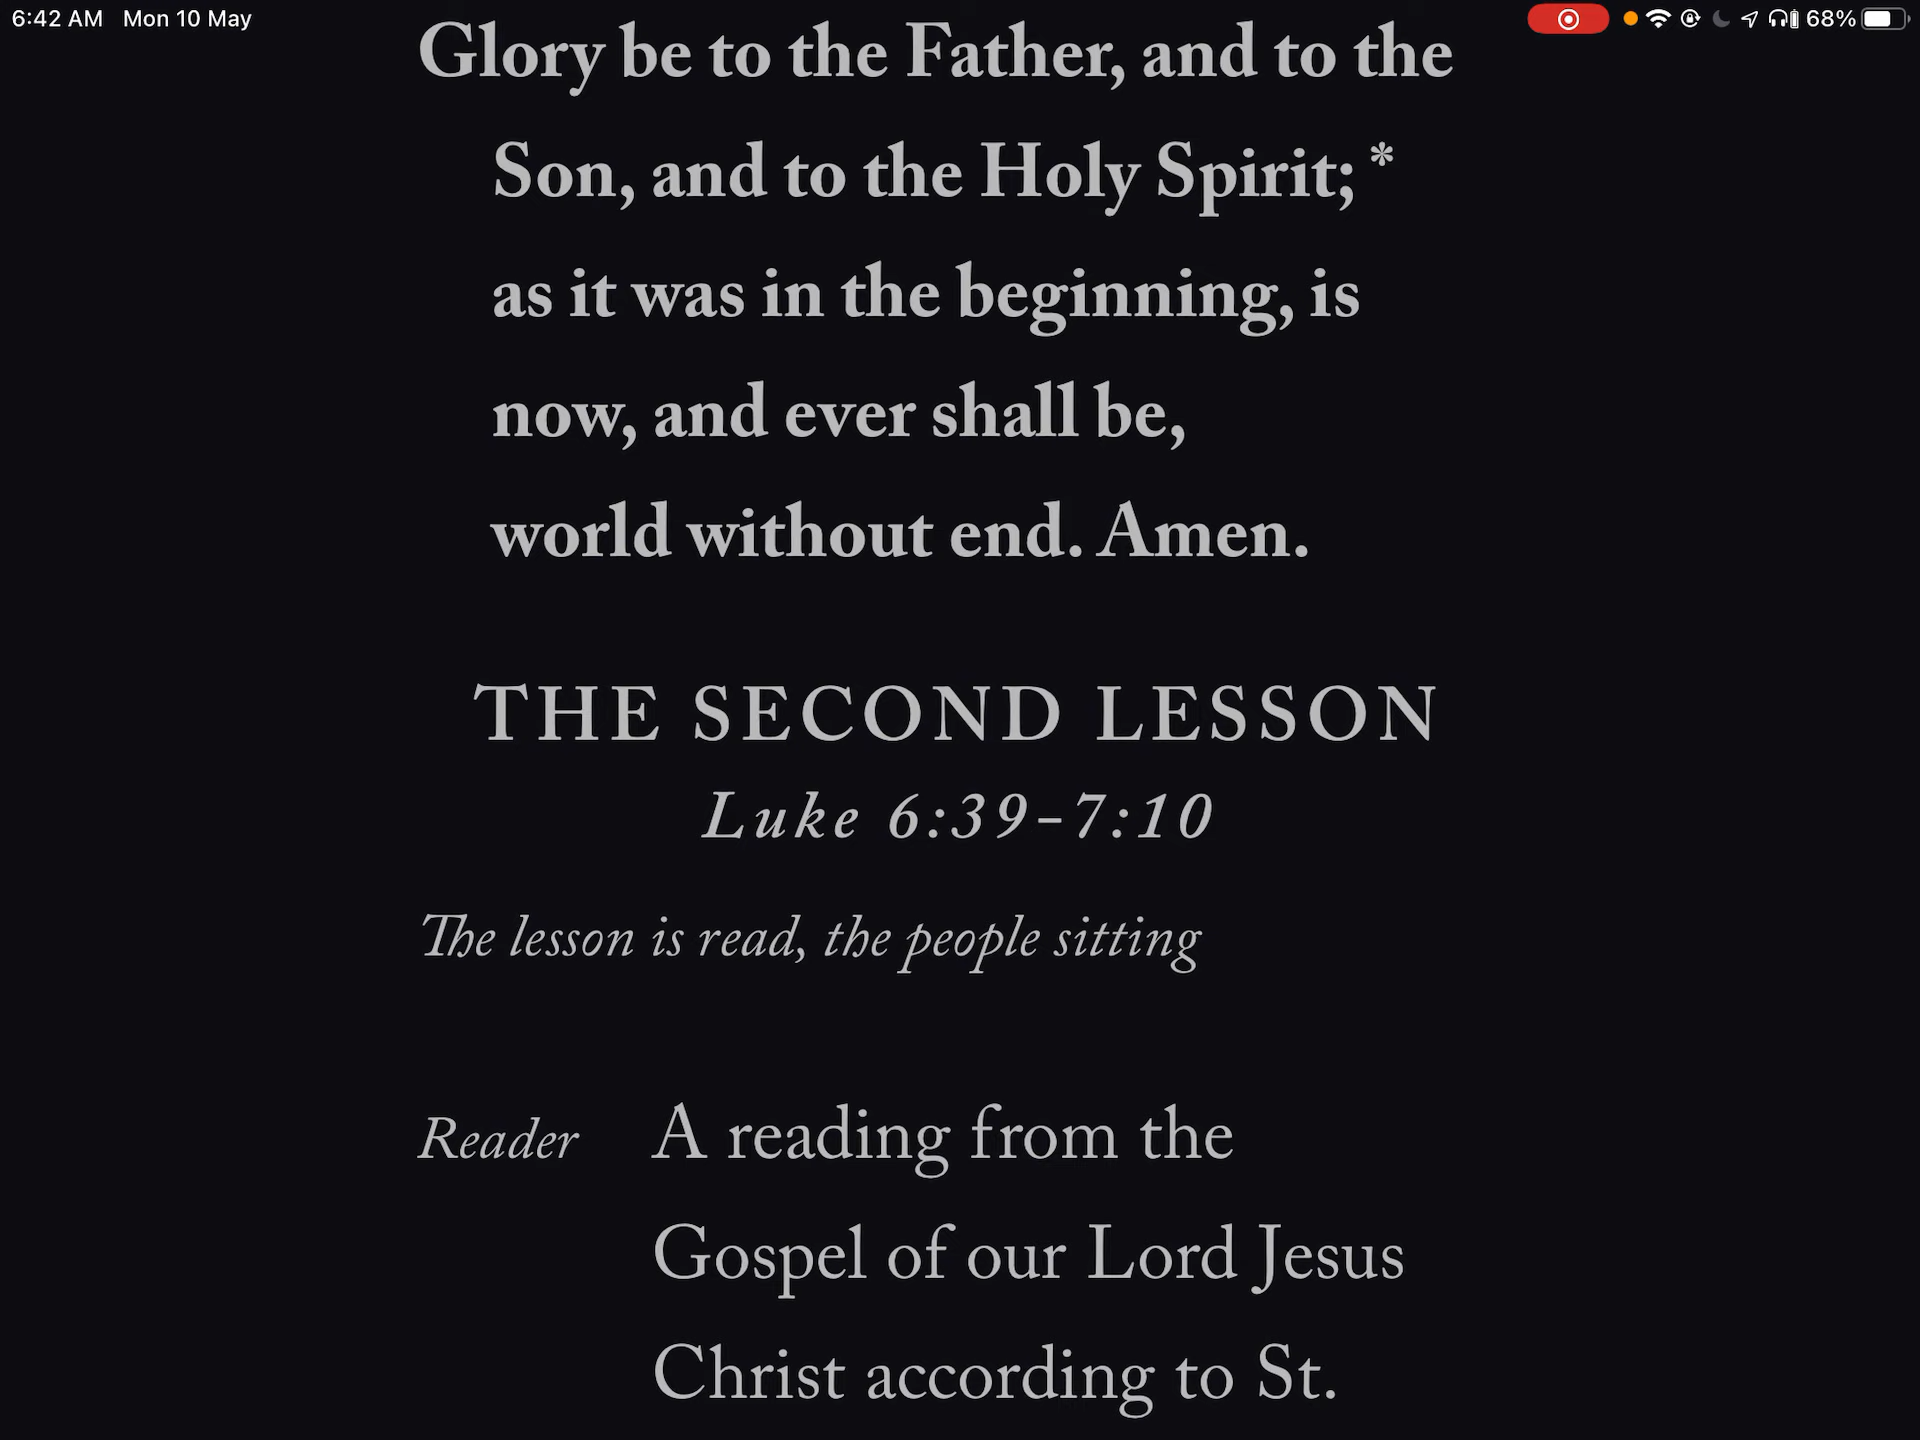 6:42 AM Mon 10 May 68%
Glory be to the Father, and to the
Son, and to the Holy Spirit; *
as it was in the beginning, is
now, and ever shall be,
world without end. Amen.
THE SECOND LESSON
Luke 6:39–7:10
The lesson is read, the people sitting
Reader A reading from the
Gospel of our Lord Jesus
Christ according to St.